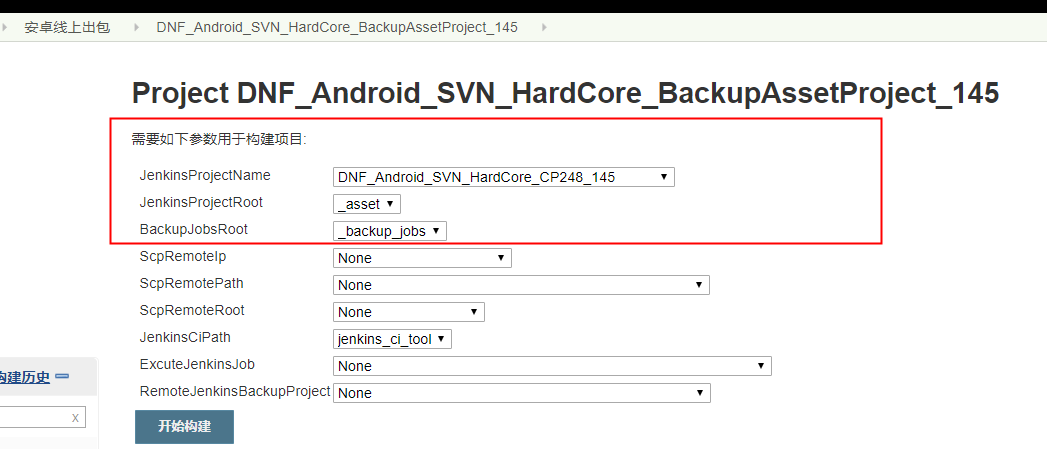 安卓线上出包 DNF_Android_SVN_HardCore_BackupAssetProject_145
Project DNF_Android_SVN_HardCore_BackupAssetProject_145
需要如下参数用于构建项目:
JenkinsProjectName DNF_Android_SVN_HardCore_CP248_145
JenkinsProjectRoot _asset
BackupJobsRoot _backup_jobs
ScpRemoteIp None
ScpRemotePath None
ScpRemoteRoot None
JenkinsCiPath jenkins_ci_tool
ExcuteJenkinsJob None
构建历史
RemoteJenkinsBackupProject None
x
开始构建